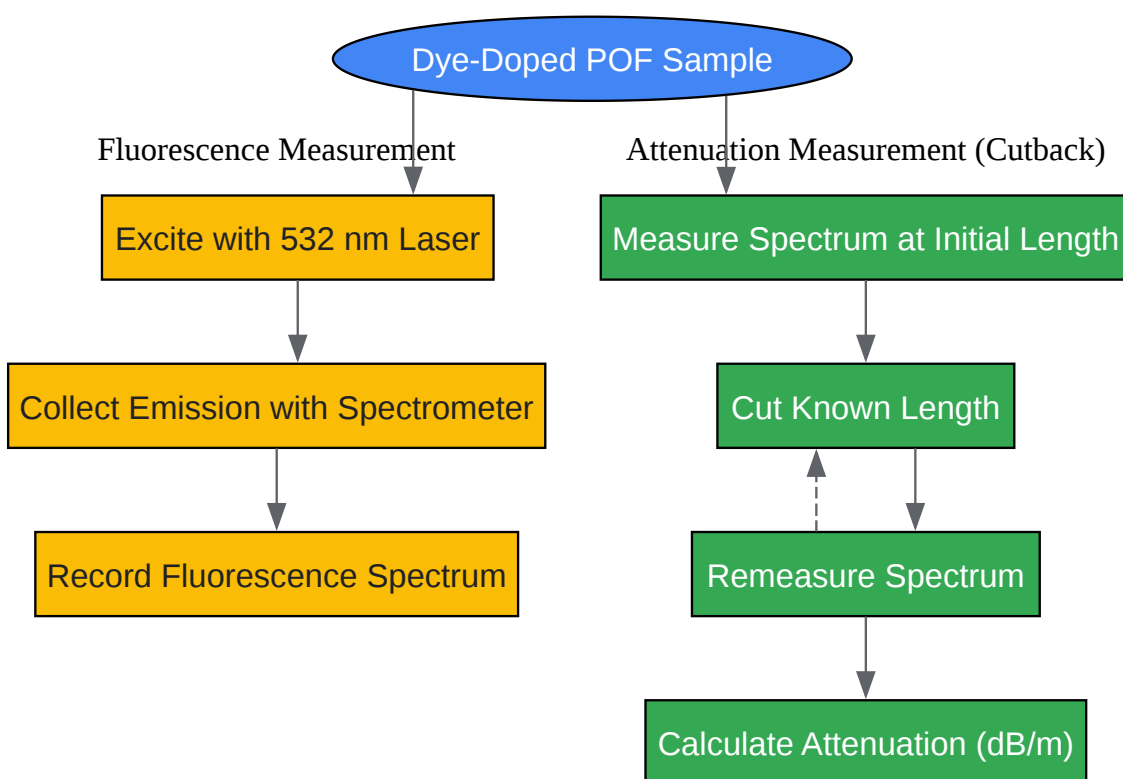 Dye-Doped POF Sample
Fluorescence Measurement
Attenuation Measurement (Cutback)
Excite with 532 nm Laser
Measure Spectrum at Initial Length
Collect Emission with Spectrometer
Cut Known Length
Record Fluorescence Spectrum
Remeasure Spectrum
Calculate Attenuation (dB/m)